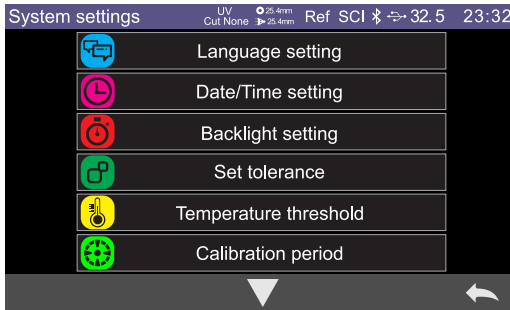 System settings UV Cut None 25.4mm 25.4mm Ref SCI 32.5 23:32
Language setting
Date/Time setting
Backlight setting
Set tolerance
Temperature threshold
Calibration period